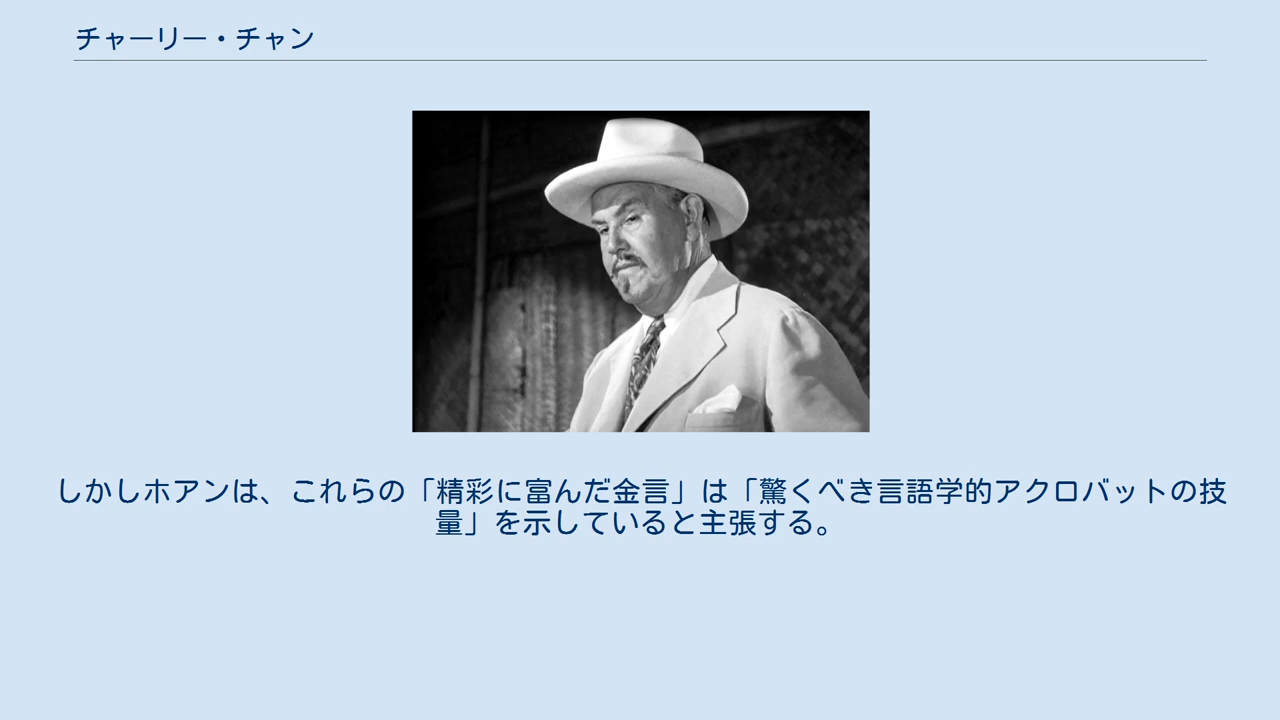 チャーリー・チャン
しかしホアンは、これらの「精彩に富んだ金言」は「驚くべき言語学的アクロバットの技
量」を示していると主張する。